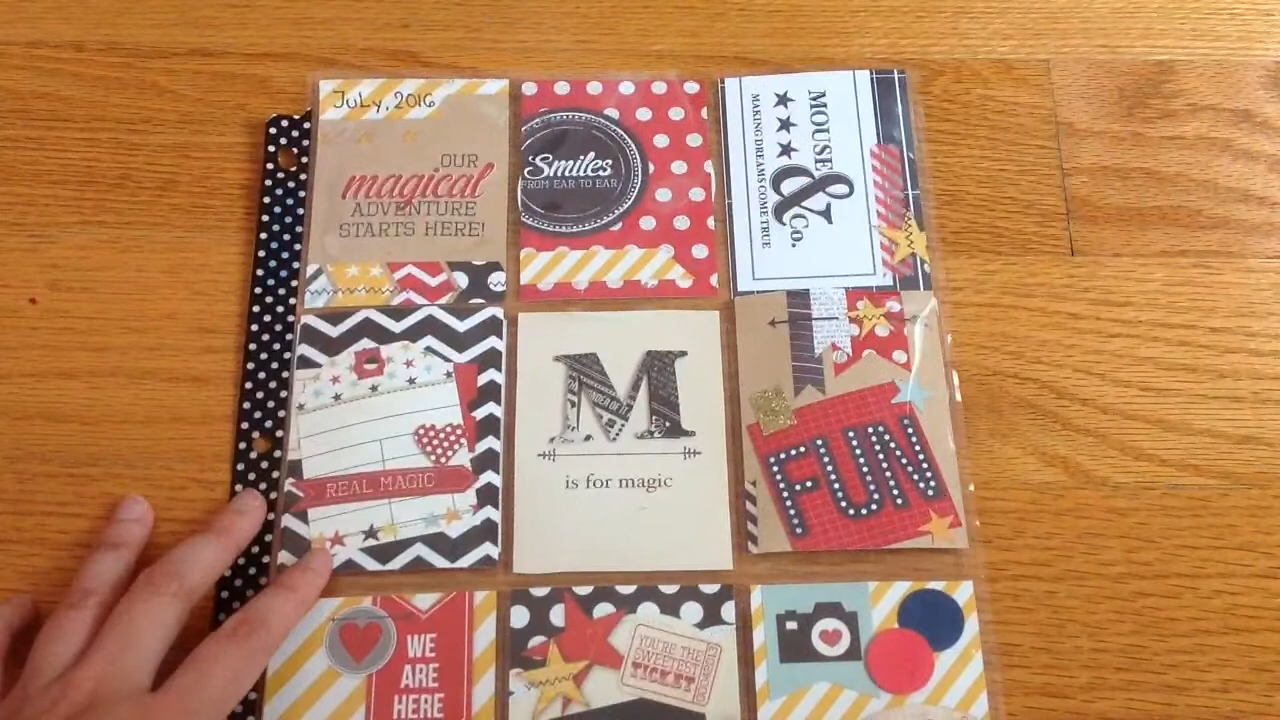 JuLy, 2016
OUR
magical
ADVENTURE
STARTS HERE!
Smiles
FROM EAR TO EAR
MOUSE
& Co.
MAKING DREAMS COME TRUE
REAL MAGIC
M
is for magic
FUN
WE
ARE
HERE
YOU'RE THE
SWEETEST
TICKET